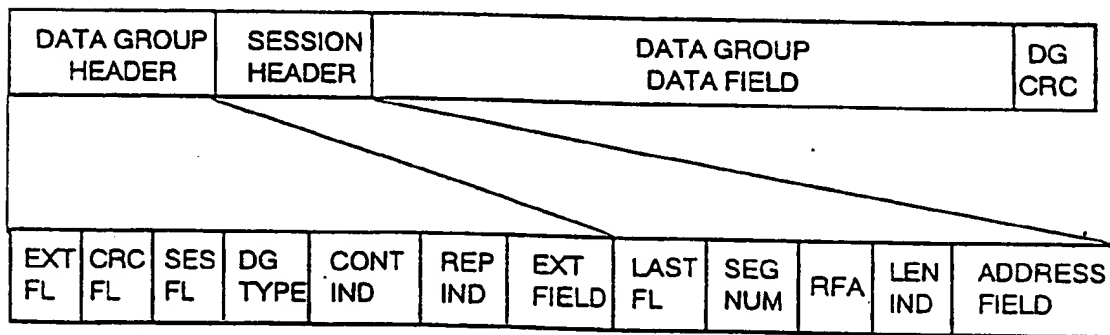 DATA GROUP
HEADER
SESSION
HEADER
DATA GROUP
DATA FIELD
DG
CRC
EXT
FL
CRC
FL
SES
FL
DG
TYPE
CONT
IND
REP
IND
EXT
FIELD
LAST
FL
SEG
NUM
RFA
LEN
IND
ADDRESS
FIELD